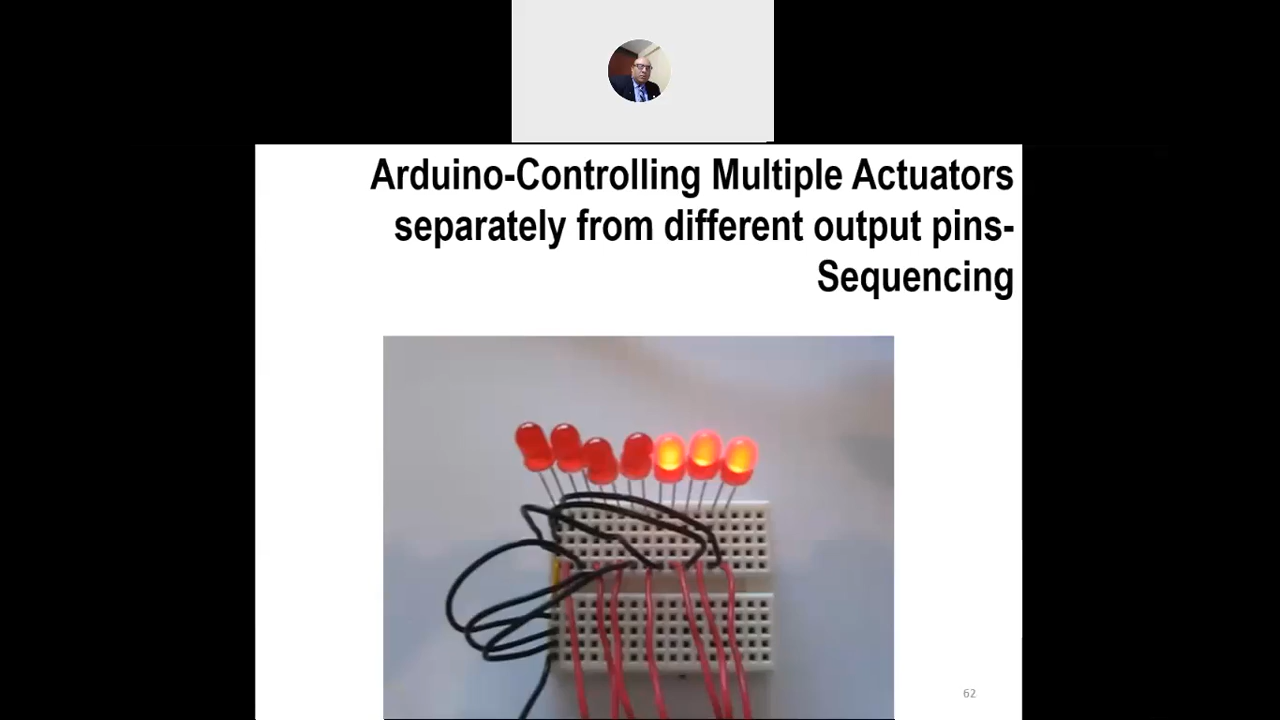 Arduino-Controlling Multiple Actuators
separately from different output pins-
Sequencing
62